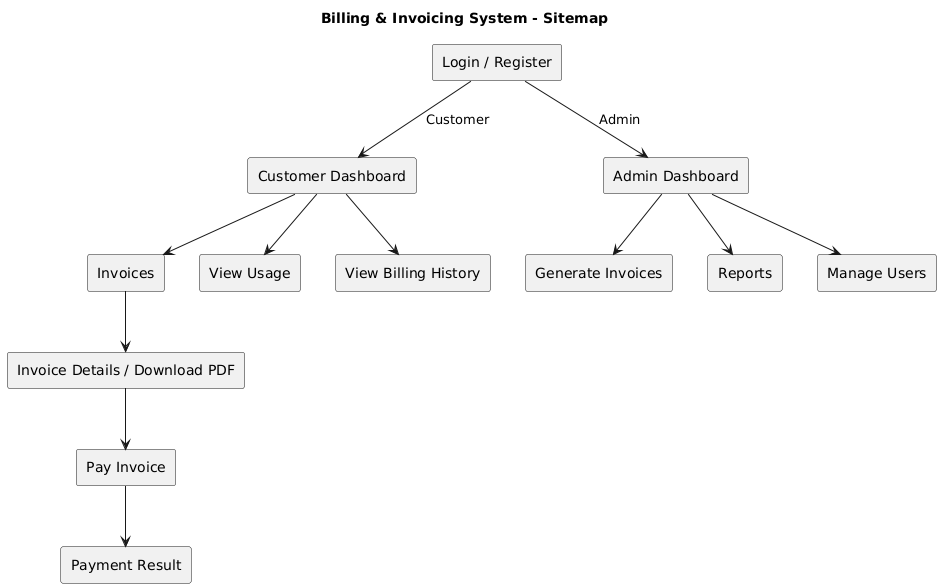 Billing & Invoicing System - Sitemap
Login / Register
Customer
Admin
Customer Dashboard
Admin Dashboard
Invoices
View Usage
View Billing History
Generate Invoices
Reports
Manage Users
Invoice Details / Download PDF
Pay Invoice
Payment Result